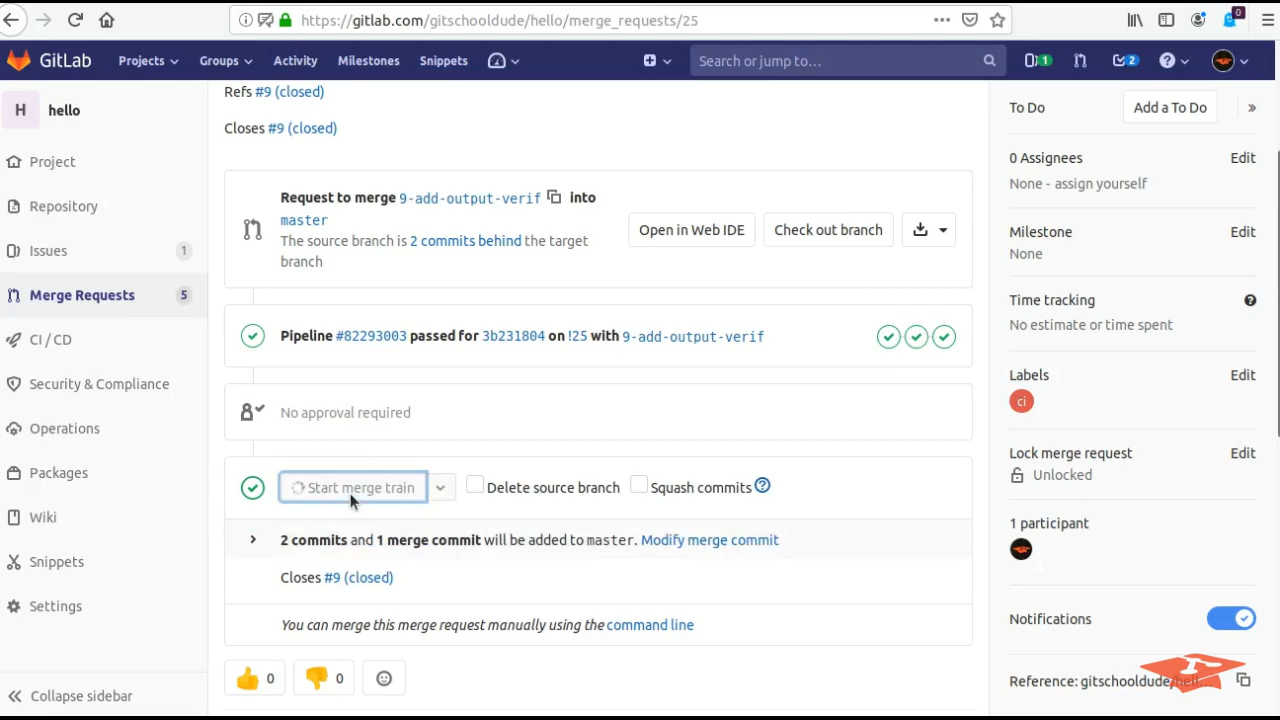 https://gitlab.com/gitschooldude/hello/merge_requests/25
0
GitLab Projects Groups Activity Milestones Snippets Search or jump to... 1 2
H hello
Project
Repository
Issues 1
Merge Requests 5
CI / CD
Security & Compliance
Operations
Packages
Wiki
Snippets
Settings
Collapse sidebar
Refs #9 (closed)
Closes #9 (closed)
Request to merge 9-add-output-verif into
master
The source branch is 2 commits behind the target
branch
Open in Web IDE Check out branch
Pipeline #82293003 passed for 3b231804 on !25 with 9-add-output-verif
No approval required
Start merge train Delete source branch Squash commits
2 commits and 1 merge commit will be added to master. Modify merge commit
Closes #9 (closed)
You can merge this merge request manually using the command line
0 0
To Do Add a To Do
0 Assignees Edit
None - assign yourself
Milestone Edit
None
Time tracking
No estimate or time spent
Labels Edit
ci
Lock merge request Edit
Unlocked
1 participant
Notifications
Reference: gitschooldude/hell...